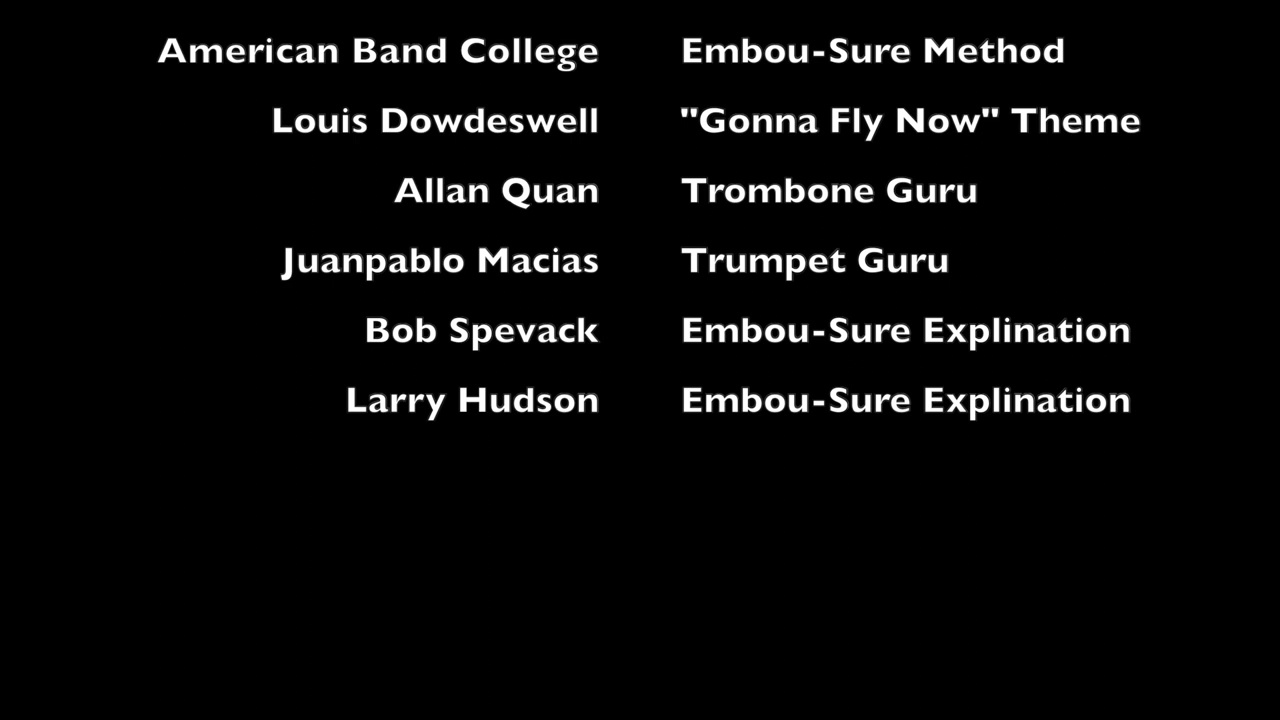 American Band College Embou-Sure Method
Louis Dowdeswell "Gonna Fly Now" Theme
Allan Quan Trombone Guru
Juanpablo Macias Trumpet Guru
Bob Spevack Embou-Sure Explination
Larry Hudson Embou-Sure Explination